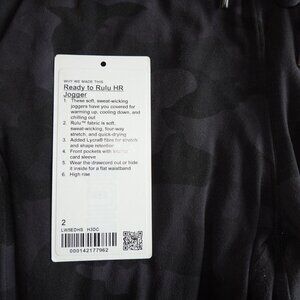 WHY WE MADE THIS
Ready to Rulu HR
Jogger
1. These soft, sweat-wicking
joggers have you covered for
warming up, cooling down, and
chilling out
2. Rulu™ fabric is soft,
sweat-wicking, four-way
stretch, and quick-drying
3. Added Lycra® fibre for stretch
and shape retention
4. Front pockets with
card sleeve
5. Wear the drawcord out or hide
it inside for a flat waistband
6. High rise
2
LW5EDHS HJDC
000142177962